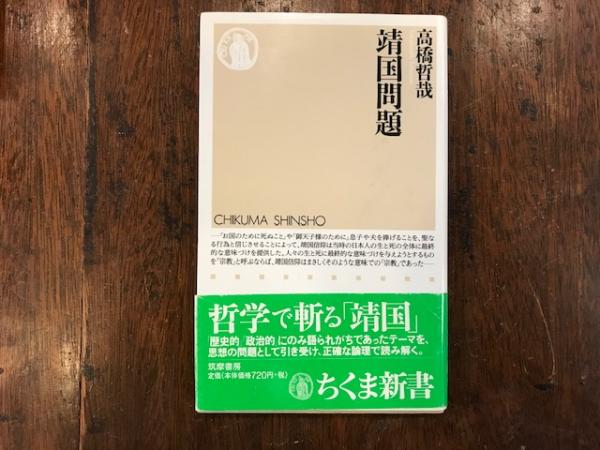 高橋哲哉
靖国問題
CHIKUMA SHINSHO
──「お国のために死ぬこと」や「御天子様のために」息子や夫を捧げることを、聖な
る行為と信じさせることによって、靖国信仰は当時の日本人の生と死の全体に最終
的な意味づけを提供した。人々の生と死に最終的な意味づけを与えようとするもの
を「宗教」と呼ぶならば、靖国信仰はまさしくそのような意味での「宗教」であった──
哲学で斬る「靖国」
「歴史的」「政治的」にのみ語られがちであったテーマを、
思想の問題として引き受け、正確な論理で読み解く。
筑摩書房
定価(本体価格720円+税)
ちくま新書